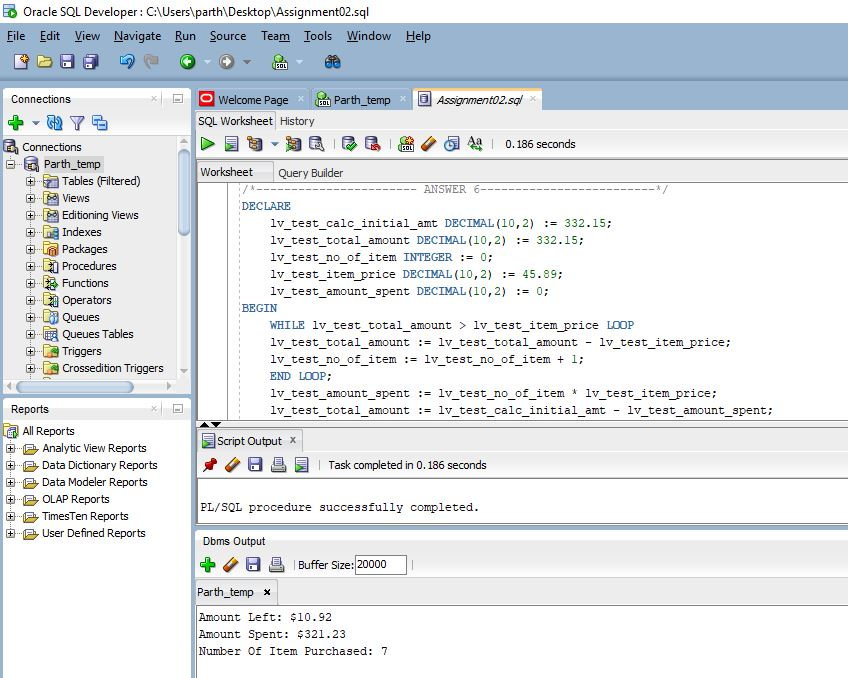 Oracle SQL Developer : C:\Users\parth\Desktop\Assignment02.sql
File Edit View Navigate Run Source Team Tools Window Help
Connections
Connections
Parth_temp
Tables (Filtered)
Views
Editioning Views
Indexes
Packages
Procedures
Functions
Operators
Queues
Queues Tables
Triggers
Crossedition Triggers
Reports
All Reports
Analytic View Reports
Data Dictionary Reports
Data Modeler Reports
OLAP Reports
TimesTen Reports
User Defined Reports
Welcome Page Parth_temp Assignment02.sql
SQL Worksheet History
0.186 seconds
Worksheet Query Builder
/*----------------------- ANSWER 6-------------------------*/
DECLARE
lv_test_calc_initial_amt DECIMAL(10,2) := 332.15;
lv_test_total_amount DECIMAL(10,2) := 332.15;
lv_test_no_of_item INTEGER := 0;
lv_test_item_price DECIMAL(10,2) := 45.89;
lv_test_amount_spent DECIMAL(10,2) := 0;
BEGIN
WHILE lv_test_total_amount > lv_test_item_price LOOP
lv_test_total_amount := lv_test_total_amount - lv_test_item_price;
lv_test_no_of_item := lv_test_no_of_item + 1;
END LOOP;
lv_test_amount_spent := lv_test_no_of_item * lv_test_item_price;
lv_test_total_amount := lv_test_calc_initial_amt - lv_test_amount_spent;
Script Output
Task completed in 0.186 seconds
PL/SQL procedure successfully completed.
Dbms Output
Buffer Size: 20000
Parth_temp
Amount Left: $10.92
Amount Spent: $321.23
Number Of Item Purchased: 7